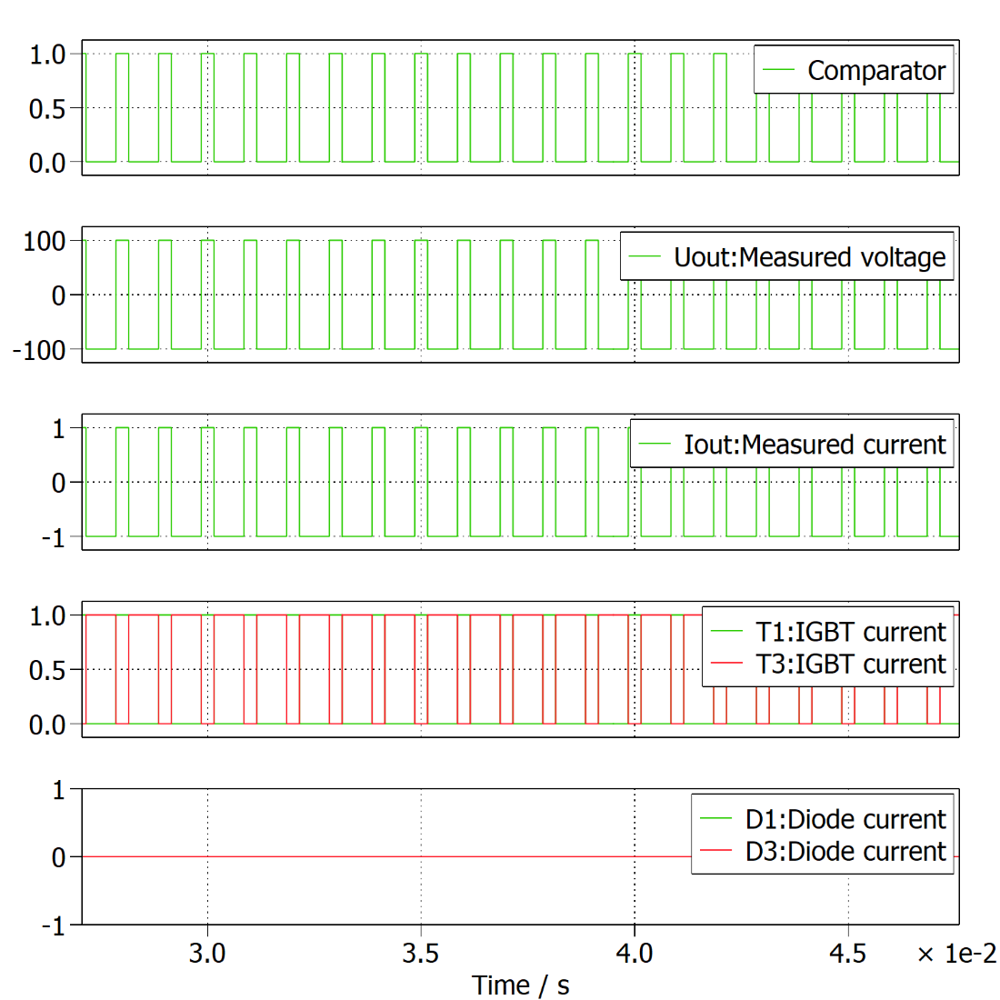 1.0
0.5
0.0
Comparator
100
0
-100
Uout:Measured voltage
1
0
-1
Iout:Measured current
1.0
0.5
0.0
T1:IGBT current
T3:IGBT current
1
0
-1
D1:Diode current
D3:Diode current
3.0 3.5 4.0 4.5 × 1e-2
Time / s